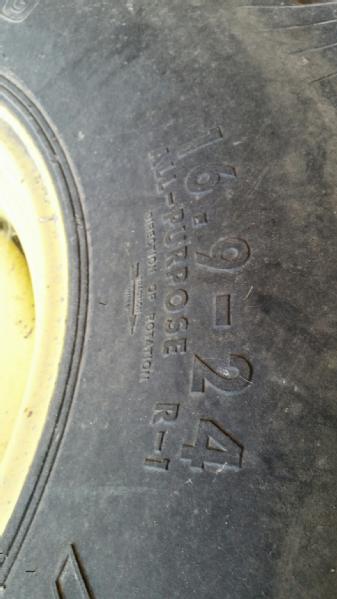 16.9-24
ALL-PURPOSE R-1
DIRECTION OF ROTATION